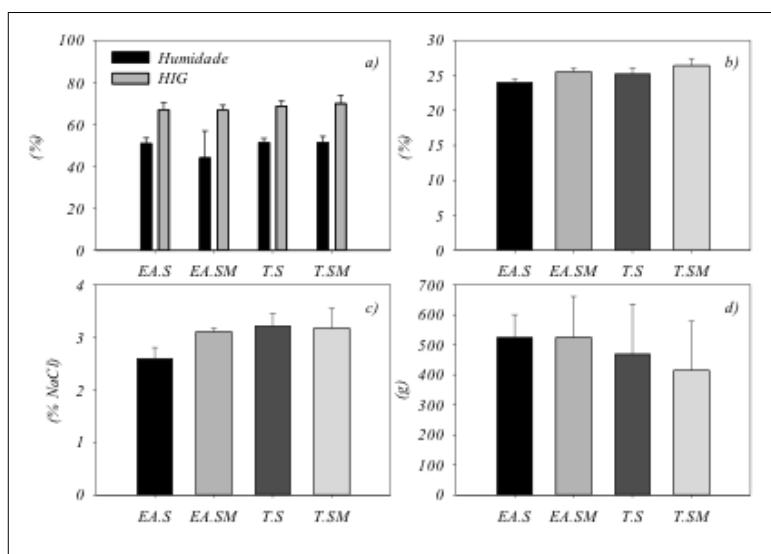 100
80
60
40
20
0
(%)
Humidade
HIG
a)
EA.S EA.SM T.S T.SM
30
25
20
15
10
5
0
(%)
b)
EA.S EA.SM T.S T.SM
4
3
2
1
0
(% NaCl)
c)
EA.S EA.SM T.S T.SM
700
600
500
400
300
200
100
0
(g)
d)
EA.S EA.SM T.S T.SM